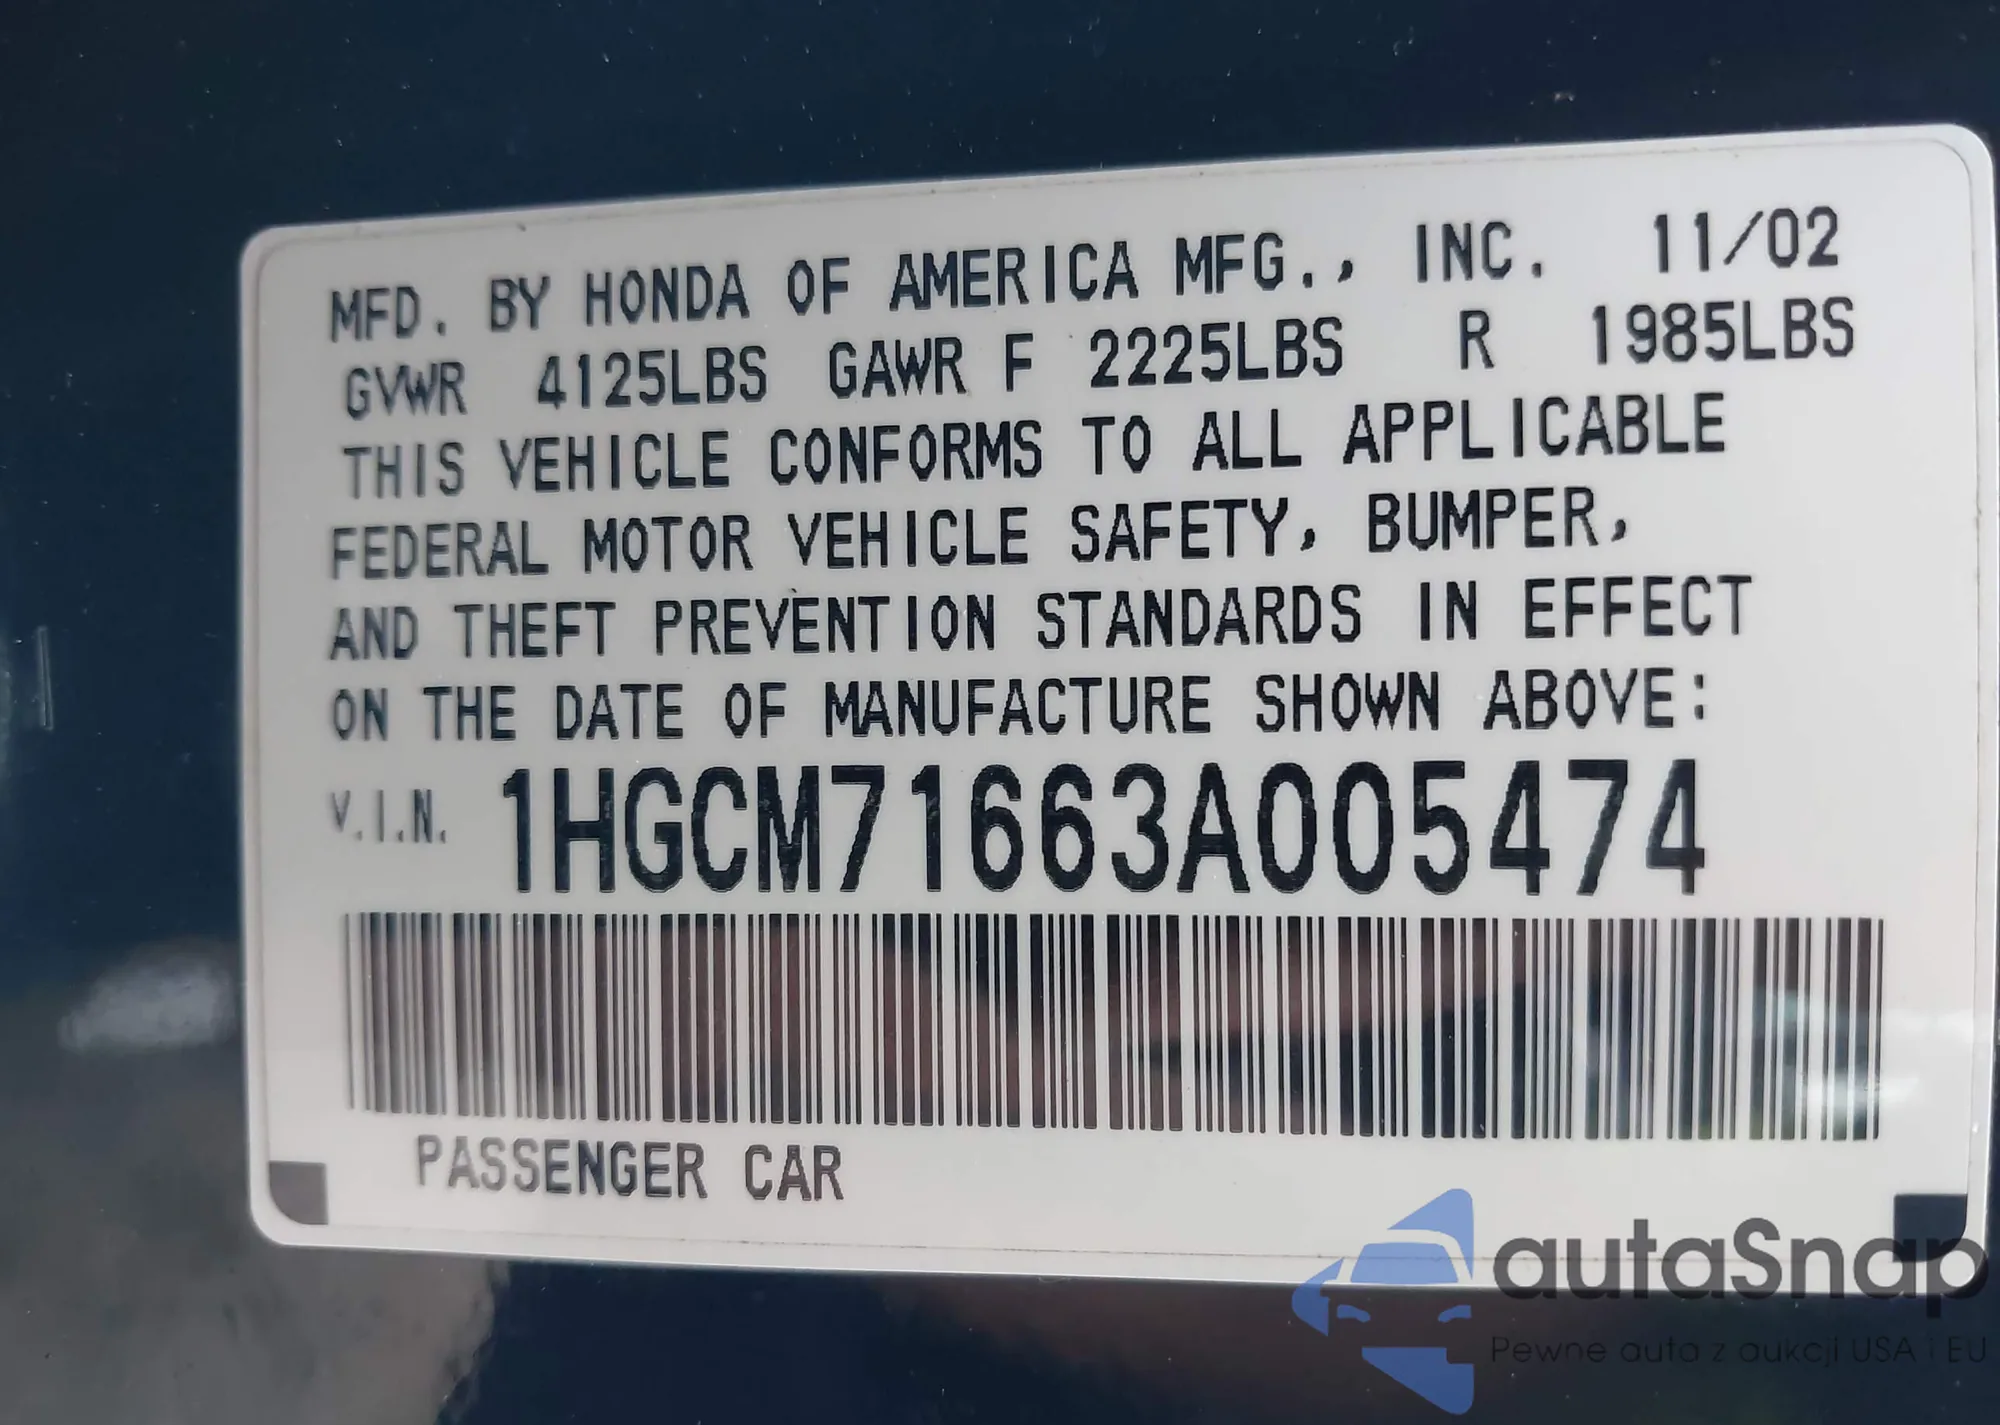 MFD. BY HONDA OF AMERICA MFG., INC. 11/02
GVWR 4125LBS GAWR F 2225LBS R 1985LBS
THIS VEHICLE CONFORMS TO ALL APPLICABLE
FEDERAL MOTOR VEHICLE SAFETY, BUMPER,
AND THEFT PREVENTION STANDARDS IN EFFECT
ON THE DATE OF MANUFACTURE SHOWN ABOVE:
V.I.N. 1HGCM71663A005474
PASSENGER CAR
autaSnap
Pewne auta z aukcji USA i EU